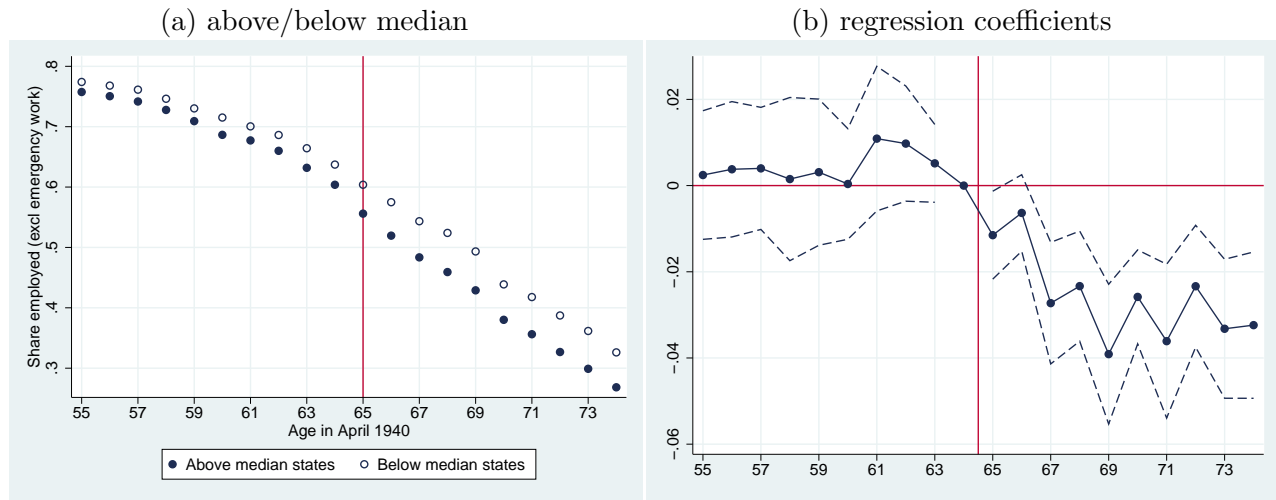 (a) above/below median
Share employed (excl emergency work)
.8
.7
.6
.5
.4
.3
55 57 59 61 63 65 67 69 71 73
Age in April 1940
Above median states Below median states
(b) regression coefficients
.02
0
-.02
-.04
-.06
55 57 59 61 63 65 67 69 71 73